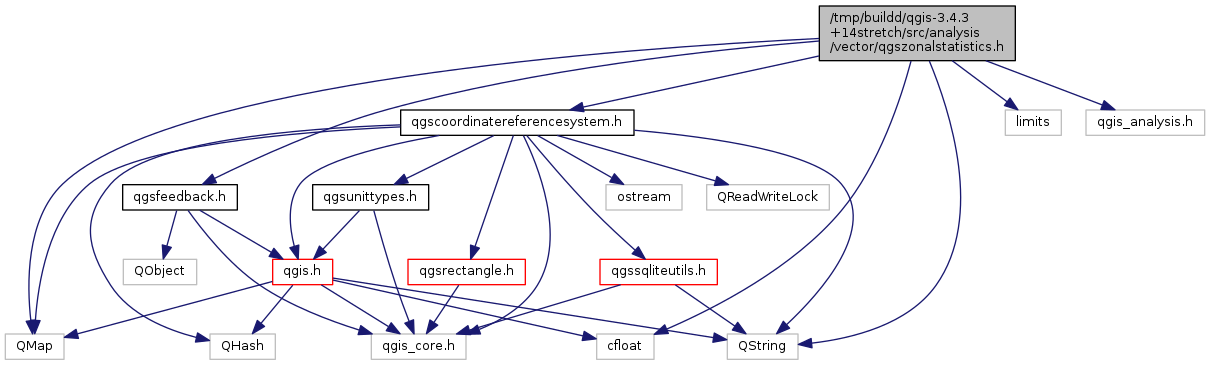 /tmp/buildd/qgis-3.4.3
+14stretch/src/analysis
/vector/qgszonalstatistics.h
qgscoordinatereferencesystem.h
limits
qgis_analysis.h
qgsfeedback.h
qgsunittypes.h
ostream
QReadWriteLock
QObject
qgis.h
qgsrectangle.h
qgssqliteutils.h
QMap
QHash
qgis_core.h
cfloat
QString